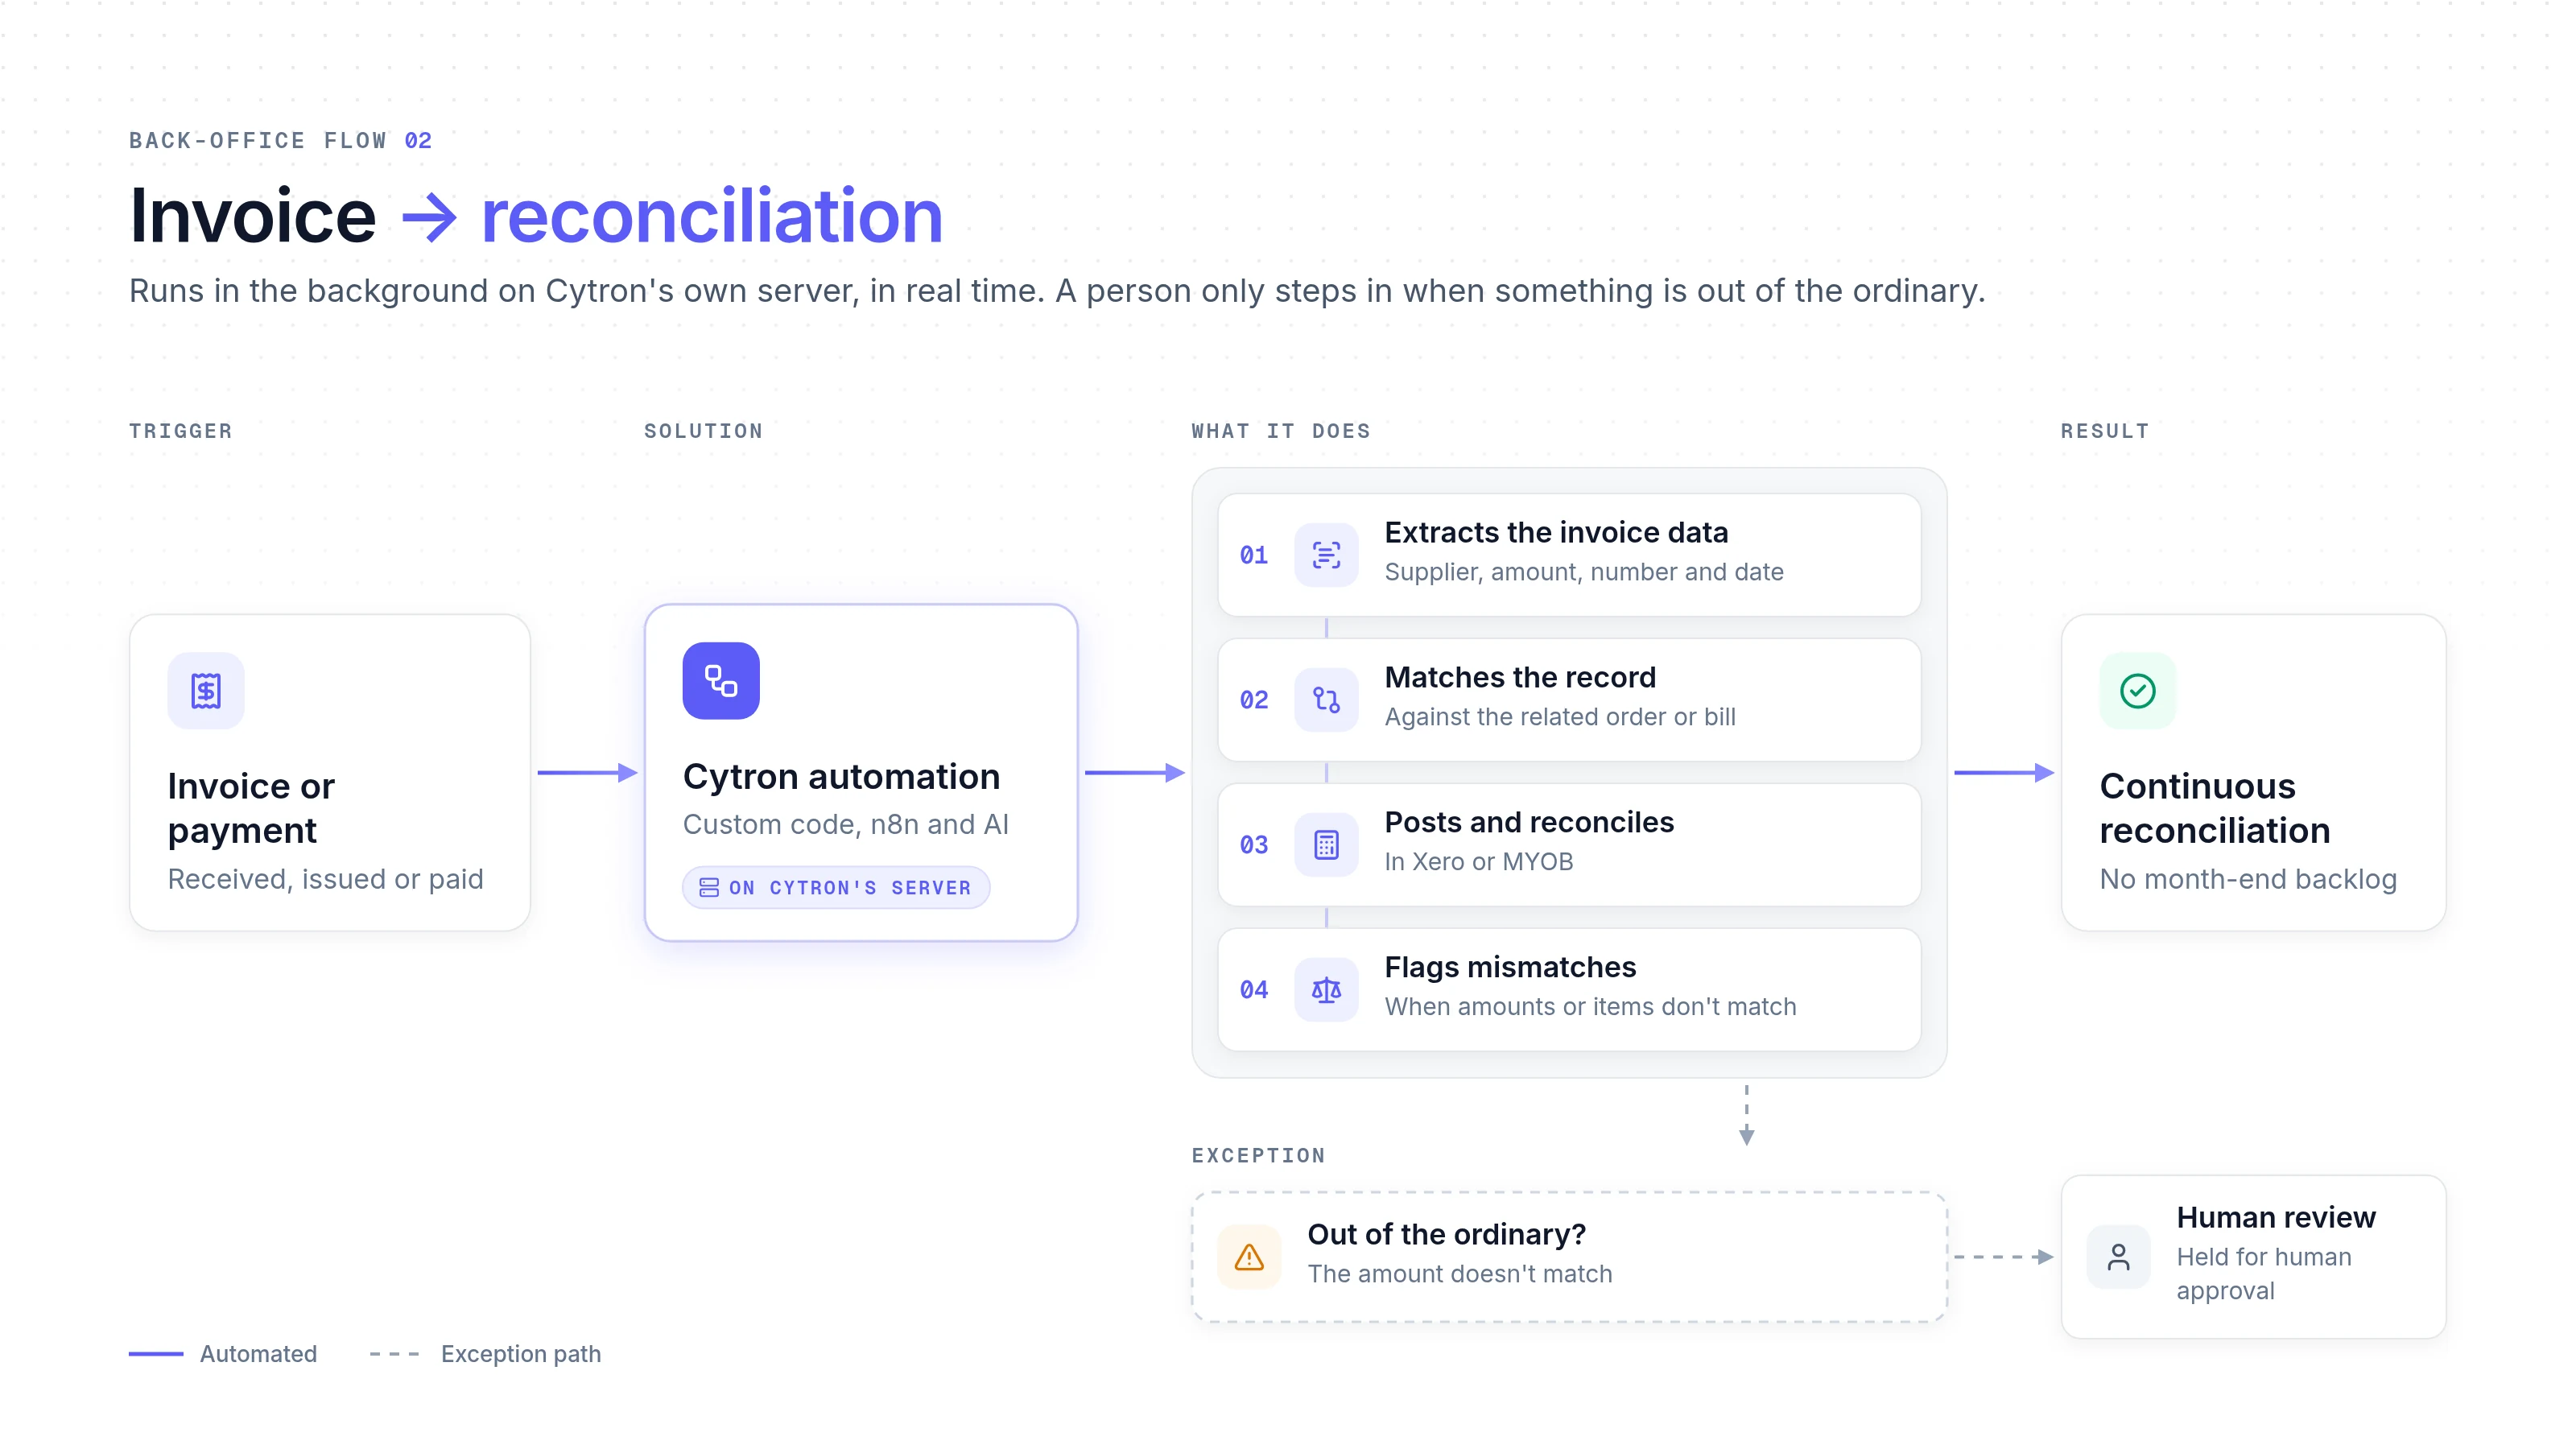 BACK-OFFICE FLOW 02
Invoice → reconciliation
Runs in the background on Cytron's own server, in real time. A person only steps in when something is out of the ordinary.
TRIGGER
Invoice or
payment
Received, issued or paid
SOLUTION
Cytron automation
Custom code, n8n and AI
ON CYTRON'S SERVER
WHAT IT DOES
01
Extracts the invoice data
Supplier, amount, number and date
02
Matches the record
Against the related order or bill
03
Posts and reconciles
In Xero or MYOB
04
Flags mismatches
When amounts or items don't match
RESULT
Continuous
reconciliation
No month-end backlog
EXCEPTION
Out of the ordinary?
The amount doesn't match
Human review
Held for human
approval
Automated
Exception path